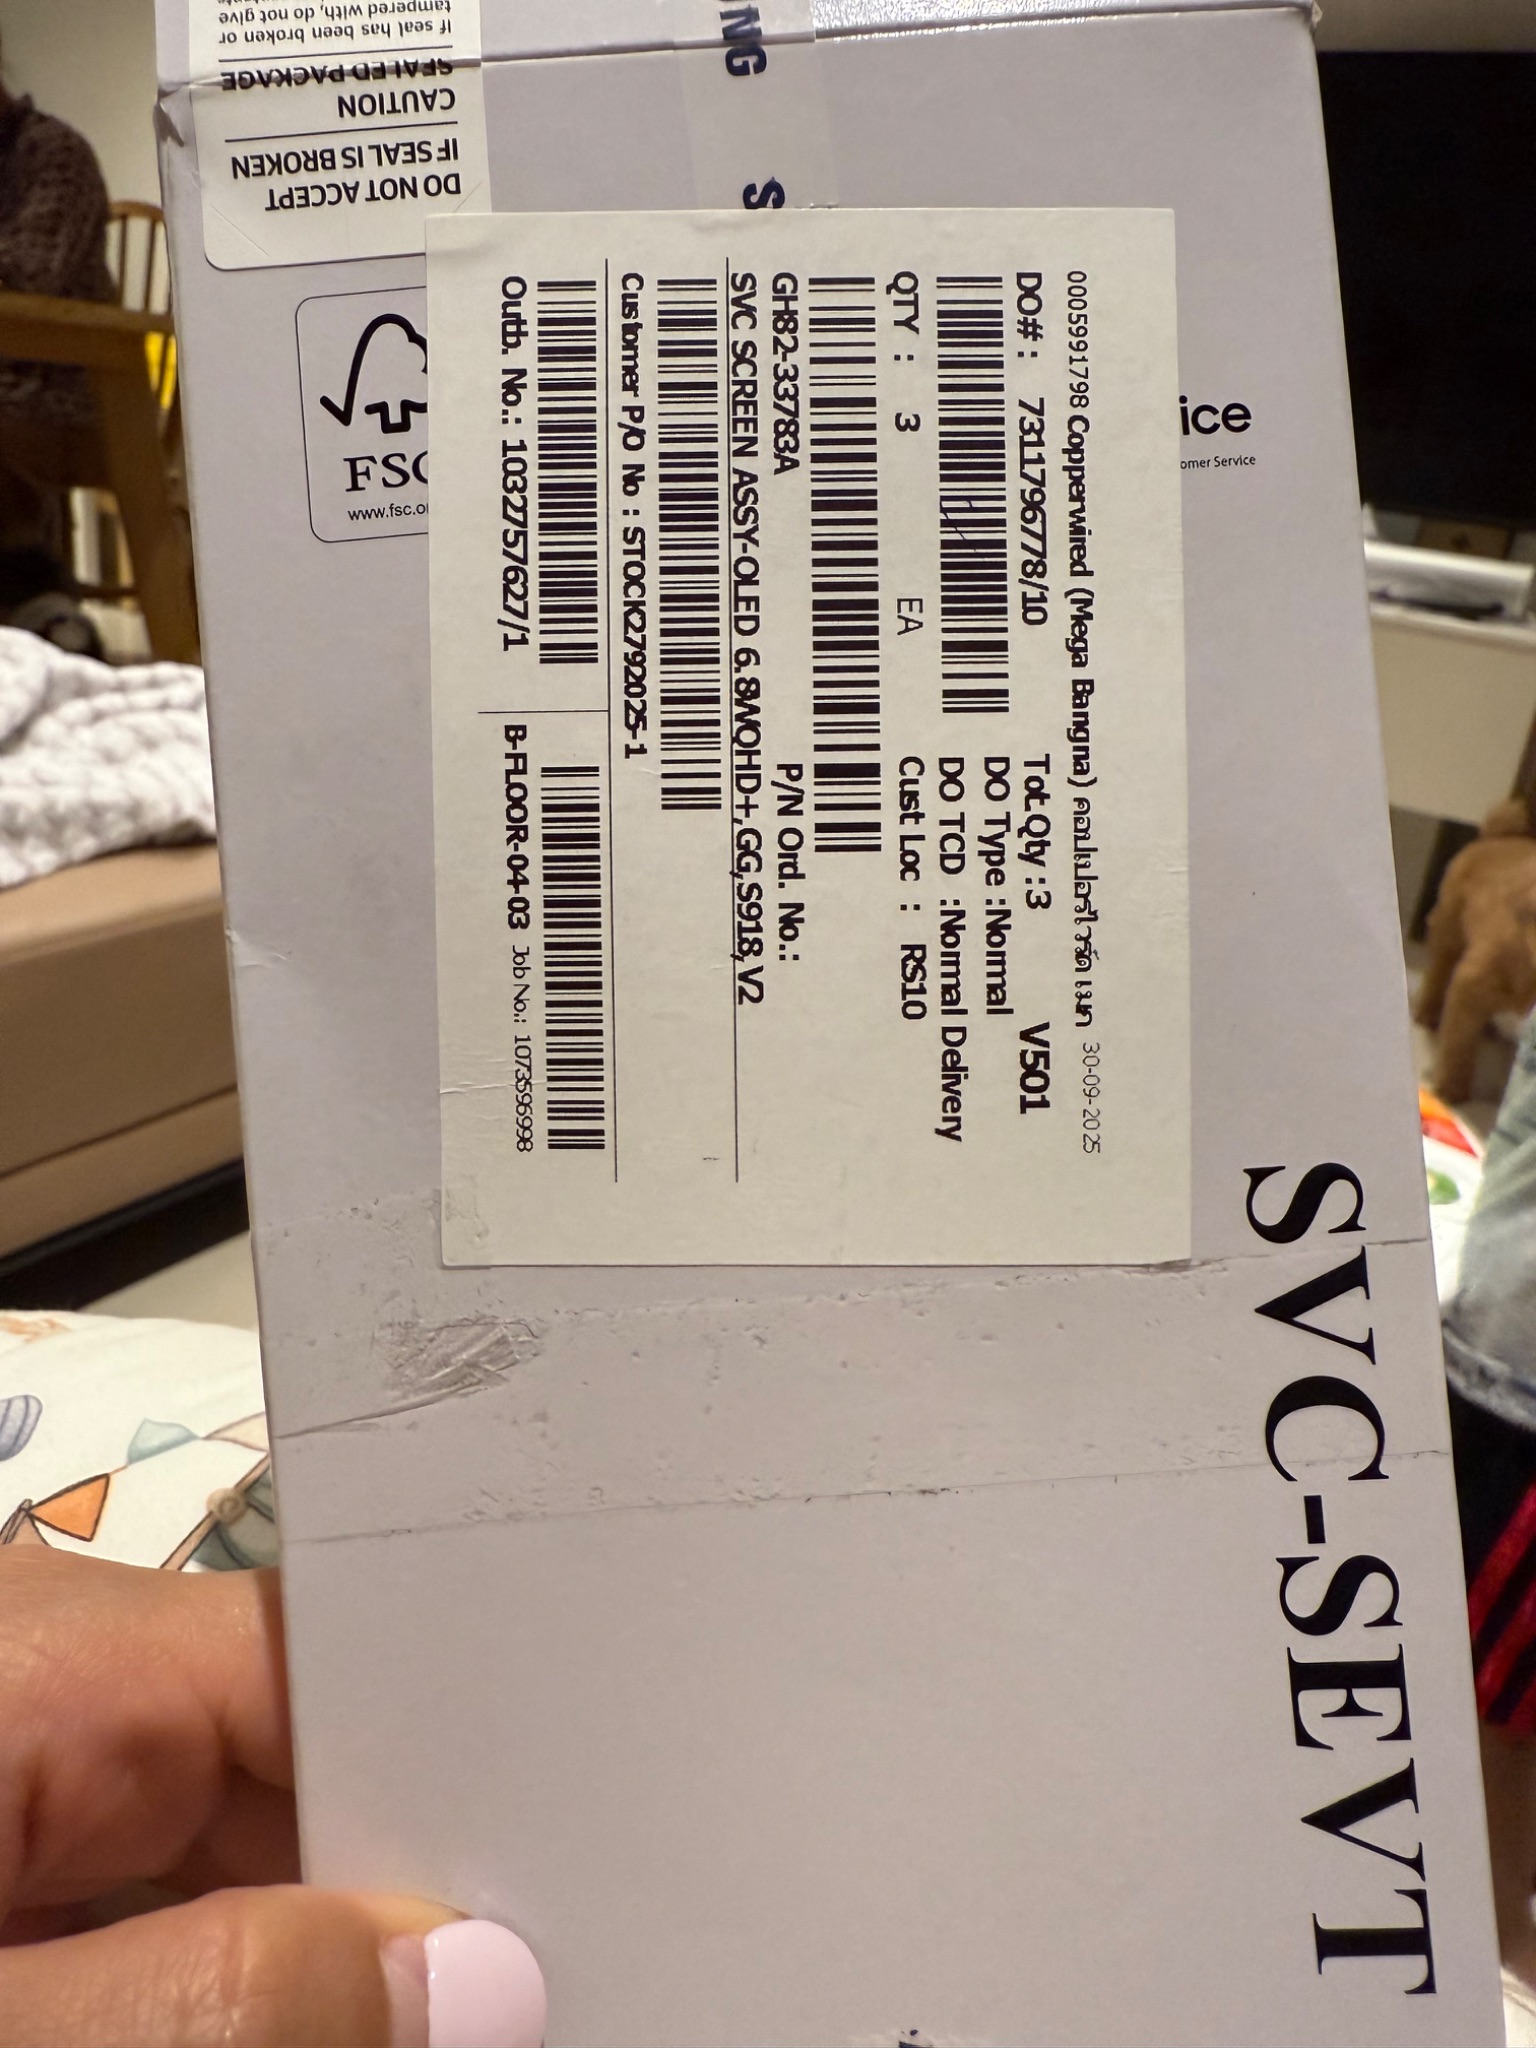 0005991798 Copperwired (Mega Bangna) คอปเปอร์ไวร์ด เมกา 30-09-2025
DO# : 7311796778/10 Tot.Qty :3 V501
DO Type :Normal
DO TCD :Normal Delivery
QTY : 3 EA Cust Loc : RS10
GH82-33783A P/N Ord. No.:
SVC SCREEN ASSY-OLED 6.8WQHD+,GG,S918,V2
Customer P/O No : STOCK2792025-1
Outb. No.: 1032757627/1 B-FLOOR-04-03 Job No.: 1073596998
SVC-SEVT
ice
omer Service
FSC
www.fsc.o
NG
S
DO NOT ACCEPT
IF SEAL IS BROKEN
CAUTION
SEALED PACKAGE
If seal has been broken or
tampered with, do not give